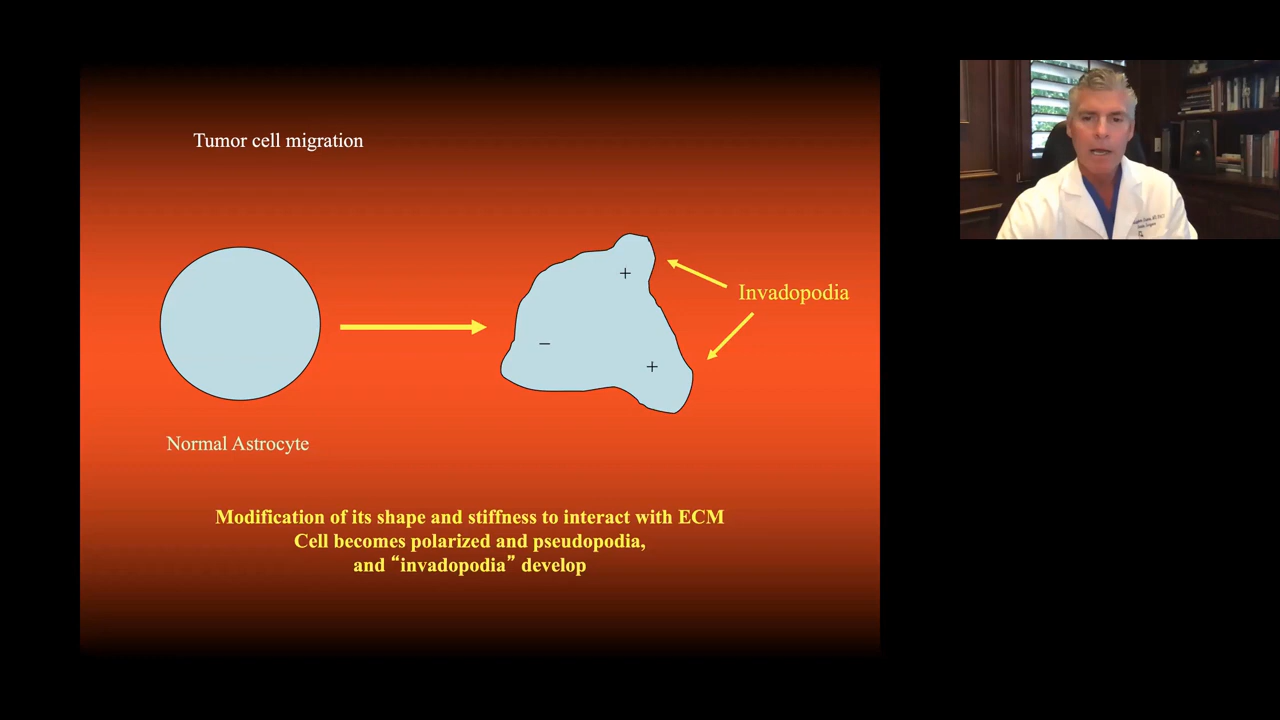 Tumor cell migration
+
Invadopodia
−
+
Normal Astrocyte
Modification of its shape and stiffness to interact with ECM
Cell becomes polarized and pseudopodia,
and “invadopodia” develop